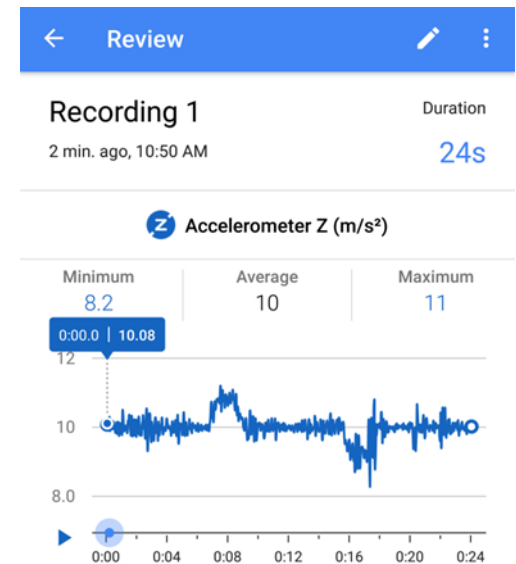 Review
Recording 1
Duration
2 min. ago, 10:50 AM
24s
Z Accelerometer Z (m/s²)
Minimum Average Maximum
8.2 10 11
0:00.0 | 10.08
12
10
8.0
0:00 0:04 0:08 0:12 0:16 0:20 0:24